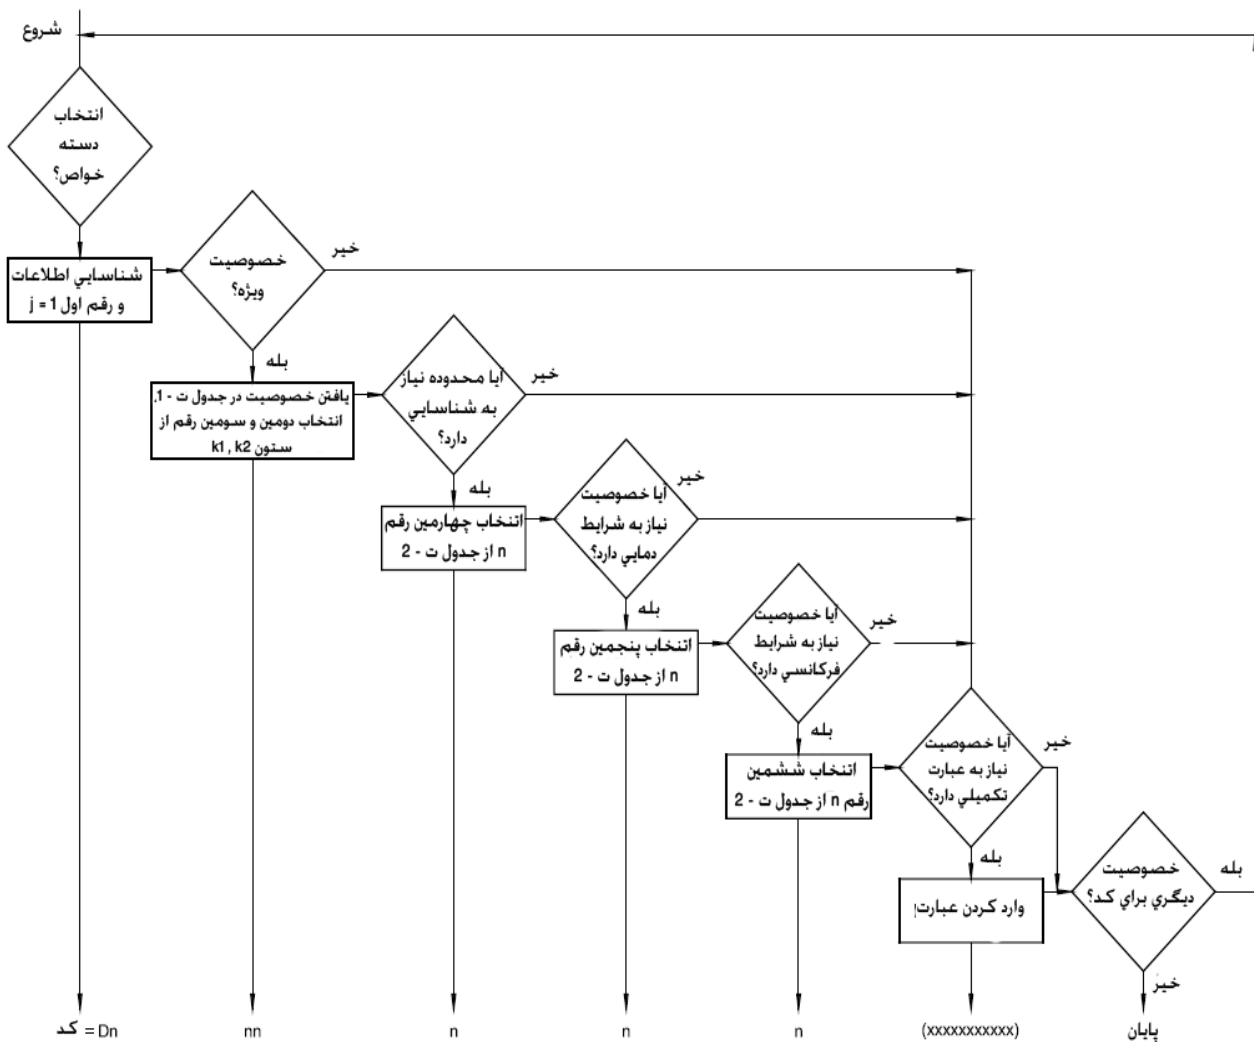 شروع
انتخاب
دسته
خواص؟
شناسايي اطلاعات
و رقم اول j = 1
خصوصيت
ويژه؟
خير
بله
يافتن خصوصيت در جدول ت - 1,
انتخاب دومين و سومين رقم از
ستون k1 , k2
آيا محدوده نياز
به شناسايي
دارد؟
خير
بله
انتخاب چهارمين رقم
n از جدول ت - 2
آيا خصوصيت
نياز به شرايط
دمايي دارد؟
خير
بله
انتخاب پنجمين رقم
n از جدول ت - 2
آيا خصوصيت
نياز به شرايط
فركانسي دارد؟
خير
بله
انتخاب ششمين
رقم n از جدول ت - 2
آيا خصوصيت
نياز به عبارت
تكميلي دارد؟
خير
بله
وارد كردن عبارت
خصوصيت
ديگري براي كد؟
بله
خير
كد = Dn
nn
n
n
n
(xxxxxxxxxxx)
پايان